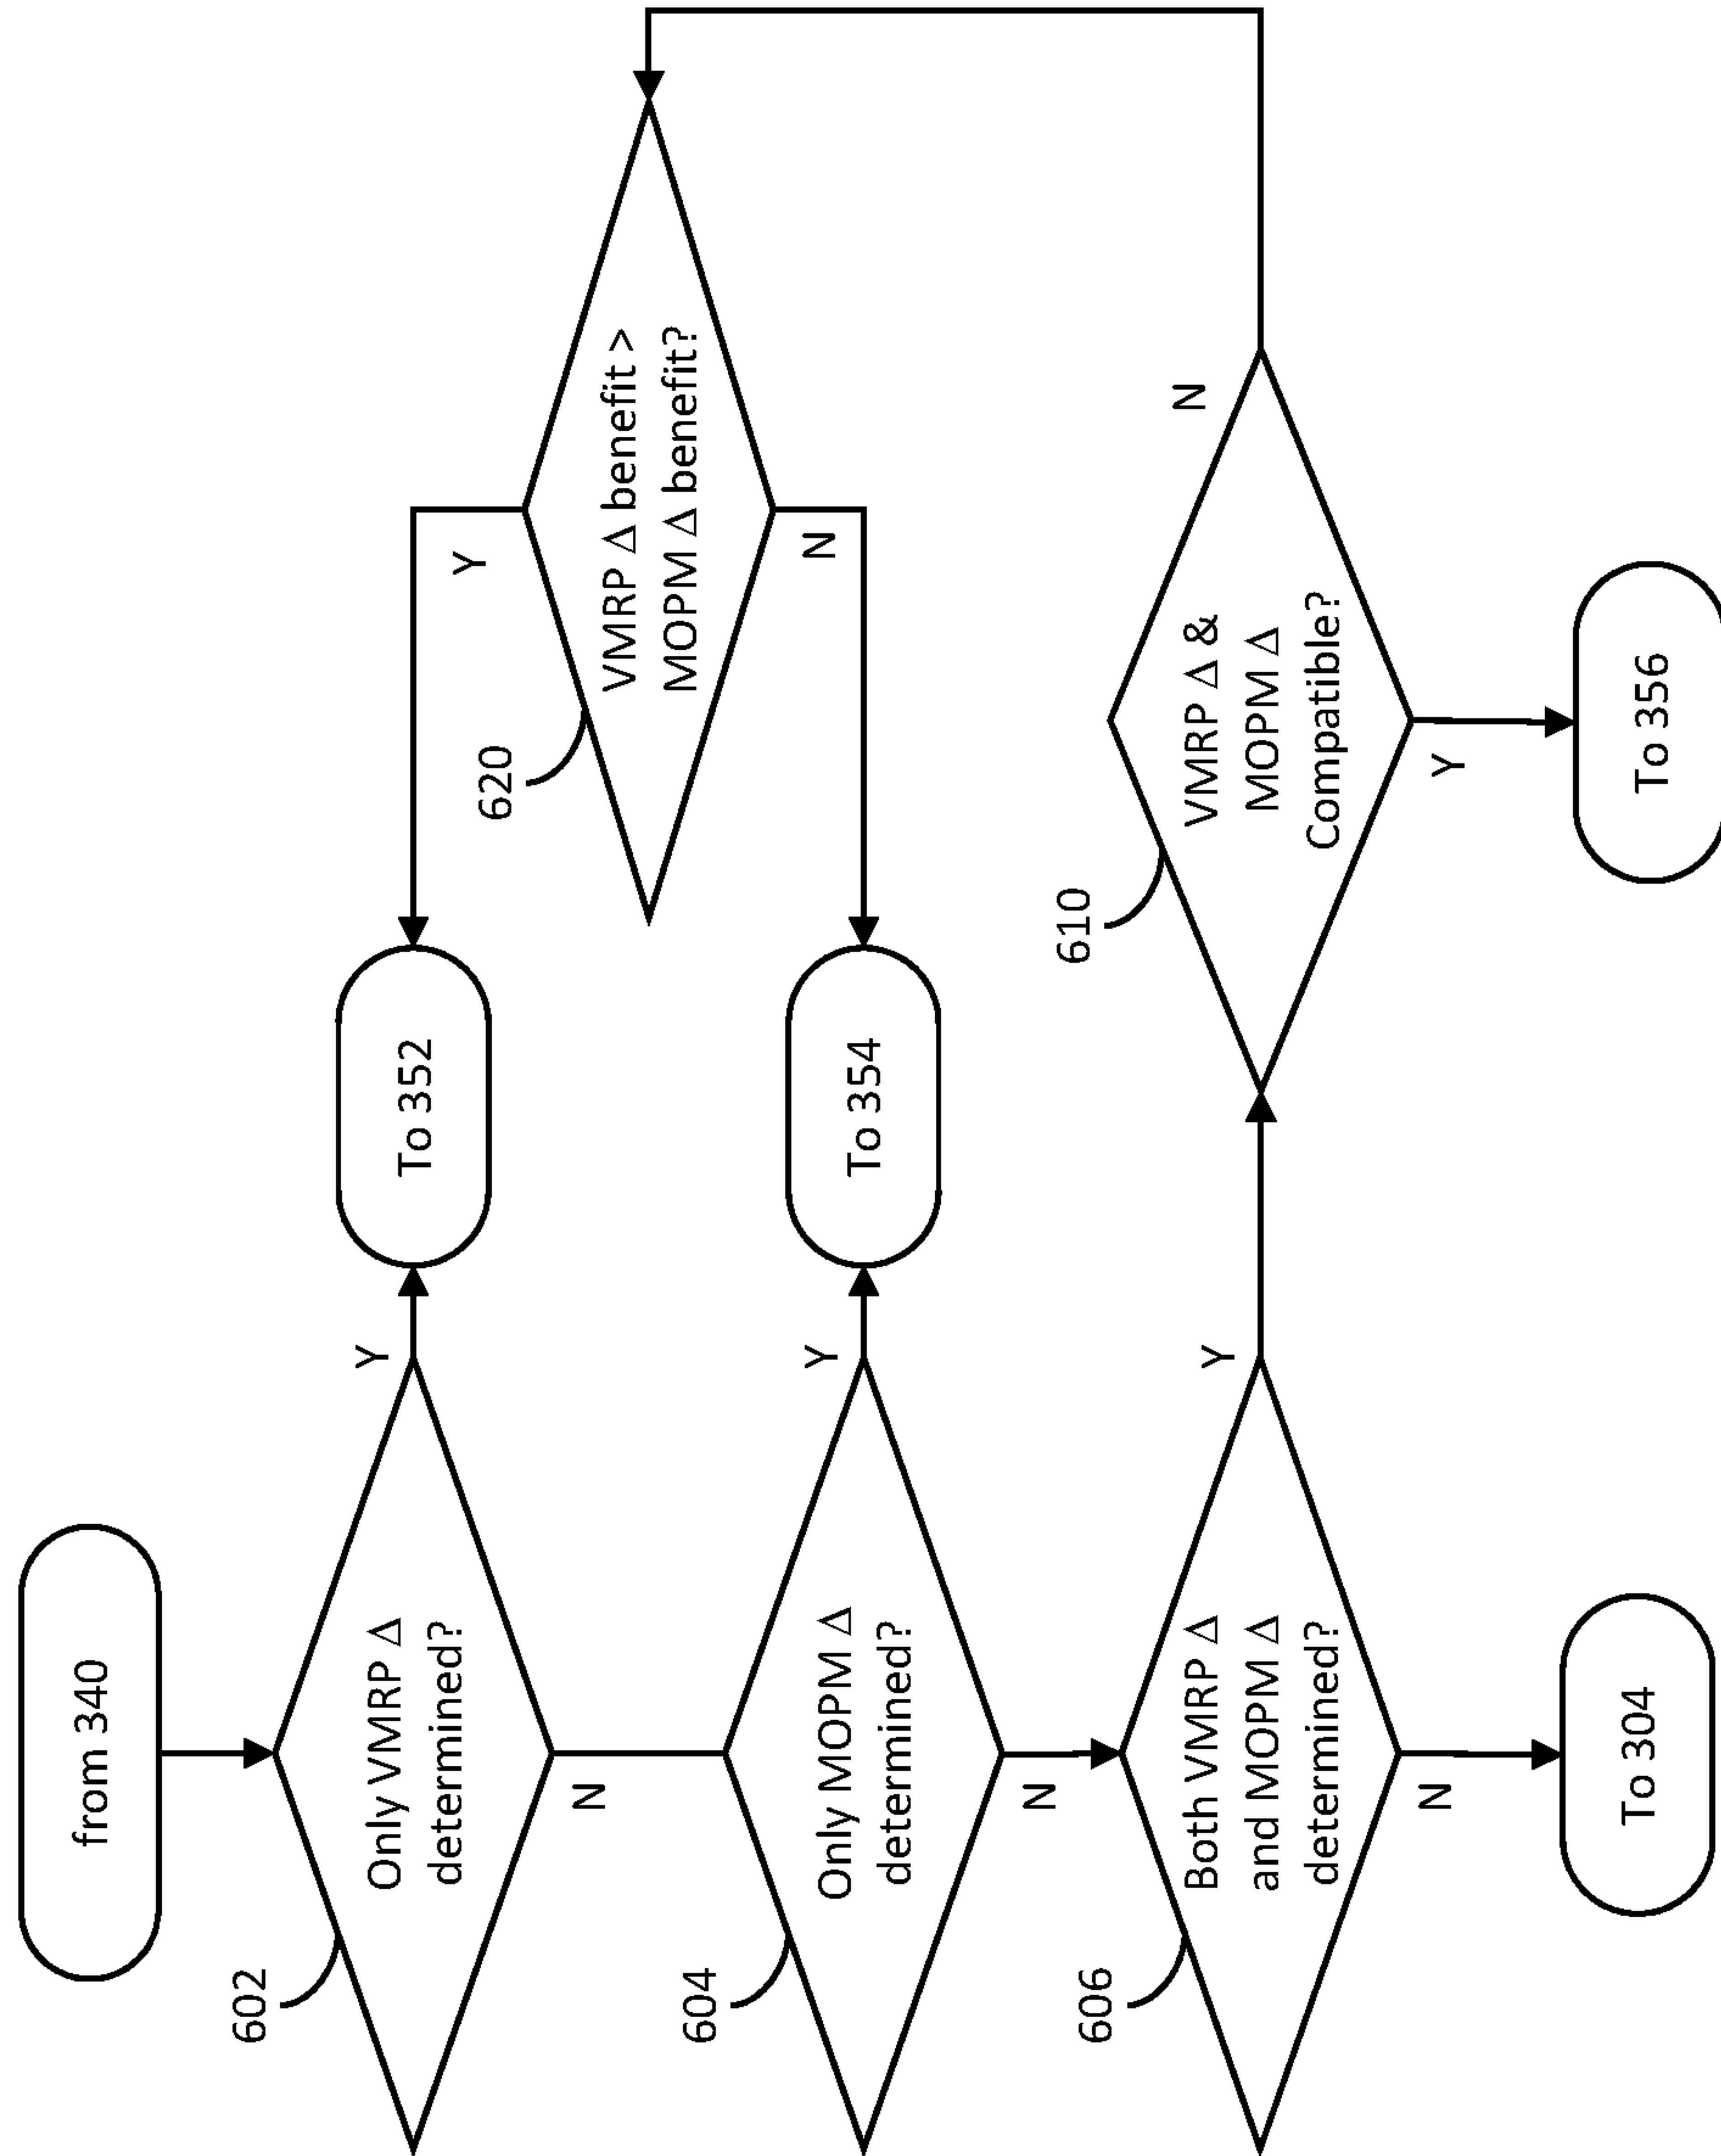 from 340
602
Only VMRP Δ
determined?
Y
To 352
N
604
Only MOPM Δ
determined?
Y
To 354
N
606
Both VMRP Δ
and MOPM Δ
determined?
Y
N
To 304
610
VMRP Δ &
MOPM Δ
Compatible?
N
Y
To 356
620
VMRP Δ benefit >
MOPM Δ benefit?
Y
N